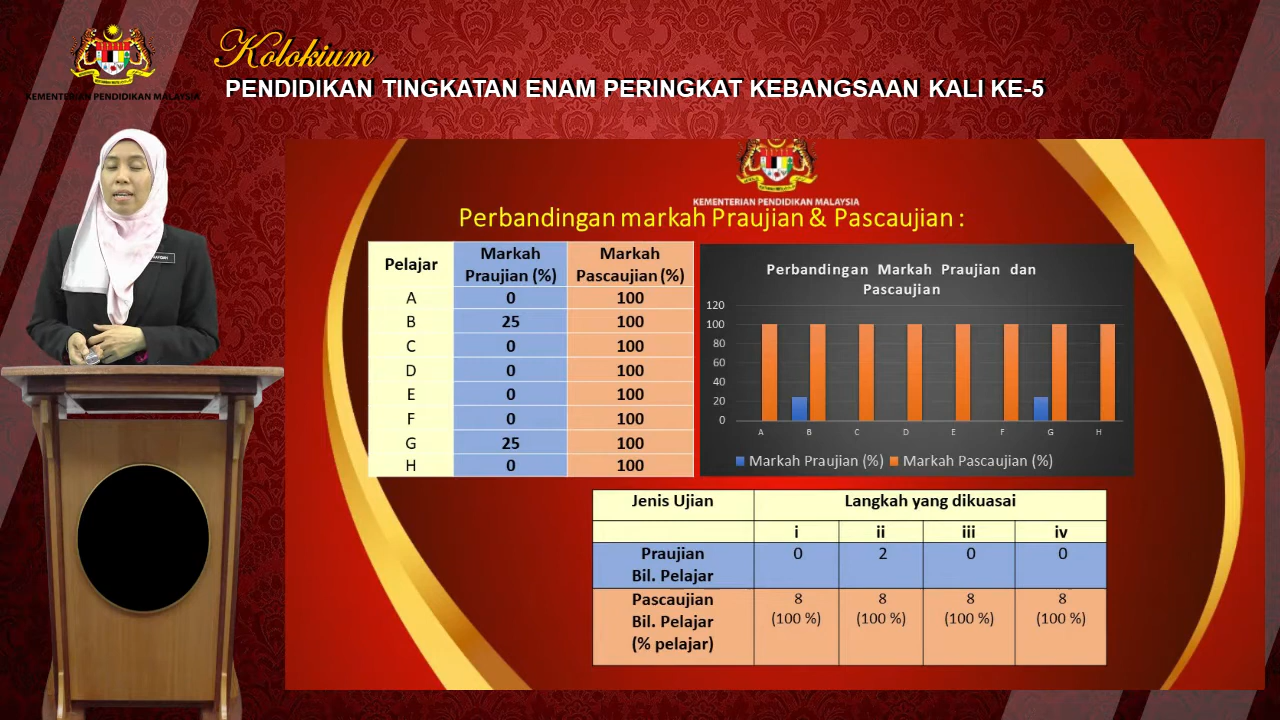 Kolokium
PENDIDIKAN TINGKATAN ENAM PERINGKAT KEBANGSAAN KALI KE-5
KEMENTERIAN PENDIDIKAN MALAYSIA
KEMENTERIAN PENDIDIKAN MALAYSIA
Perbandingan markah Praujian & Pascaujian :
Pelajar Markah Praujian (%) Markah Pascaujian (%)
A 0 100
B 25 100
C 0 100
D 0 100
E 0 100
F 0 100
G 25 100
H 0 100
Perbandingan Markah Praujian dan
Pascaujian
120
100
80
60
40
20
0
A B C D E F G H
Markah Praujian (%) Markah Pascaujian (%)
Jenis Ujian Langkah yang dikuasai
i ii iii iv
Praujian 0 2 0 0
Bil. Pelajar
Pascaujian 8 8 8 8
Bil. Pelajar (100 %) (100 %) (100 %) (100 %)
(% pelajar)